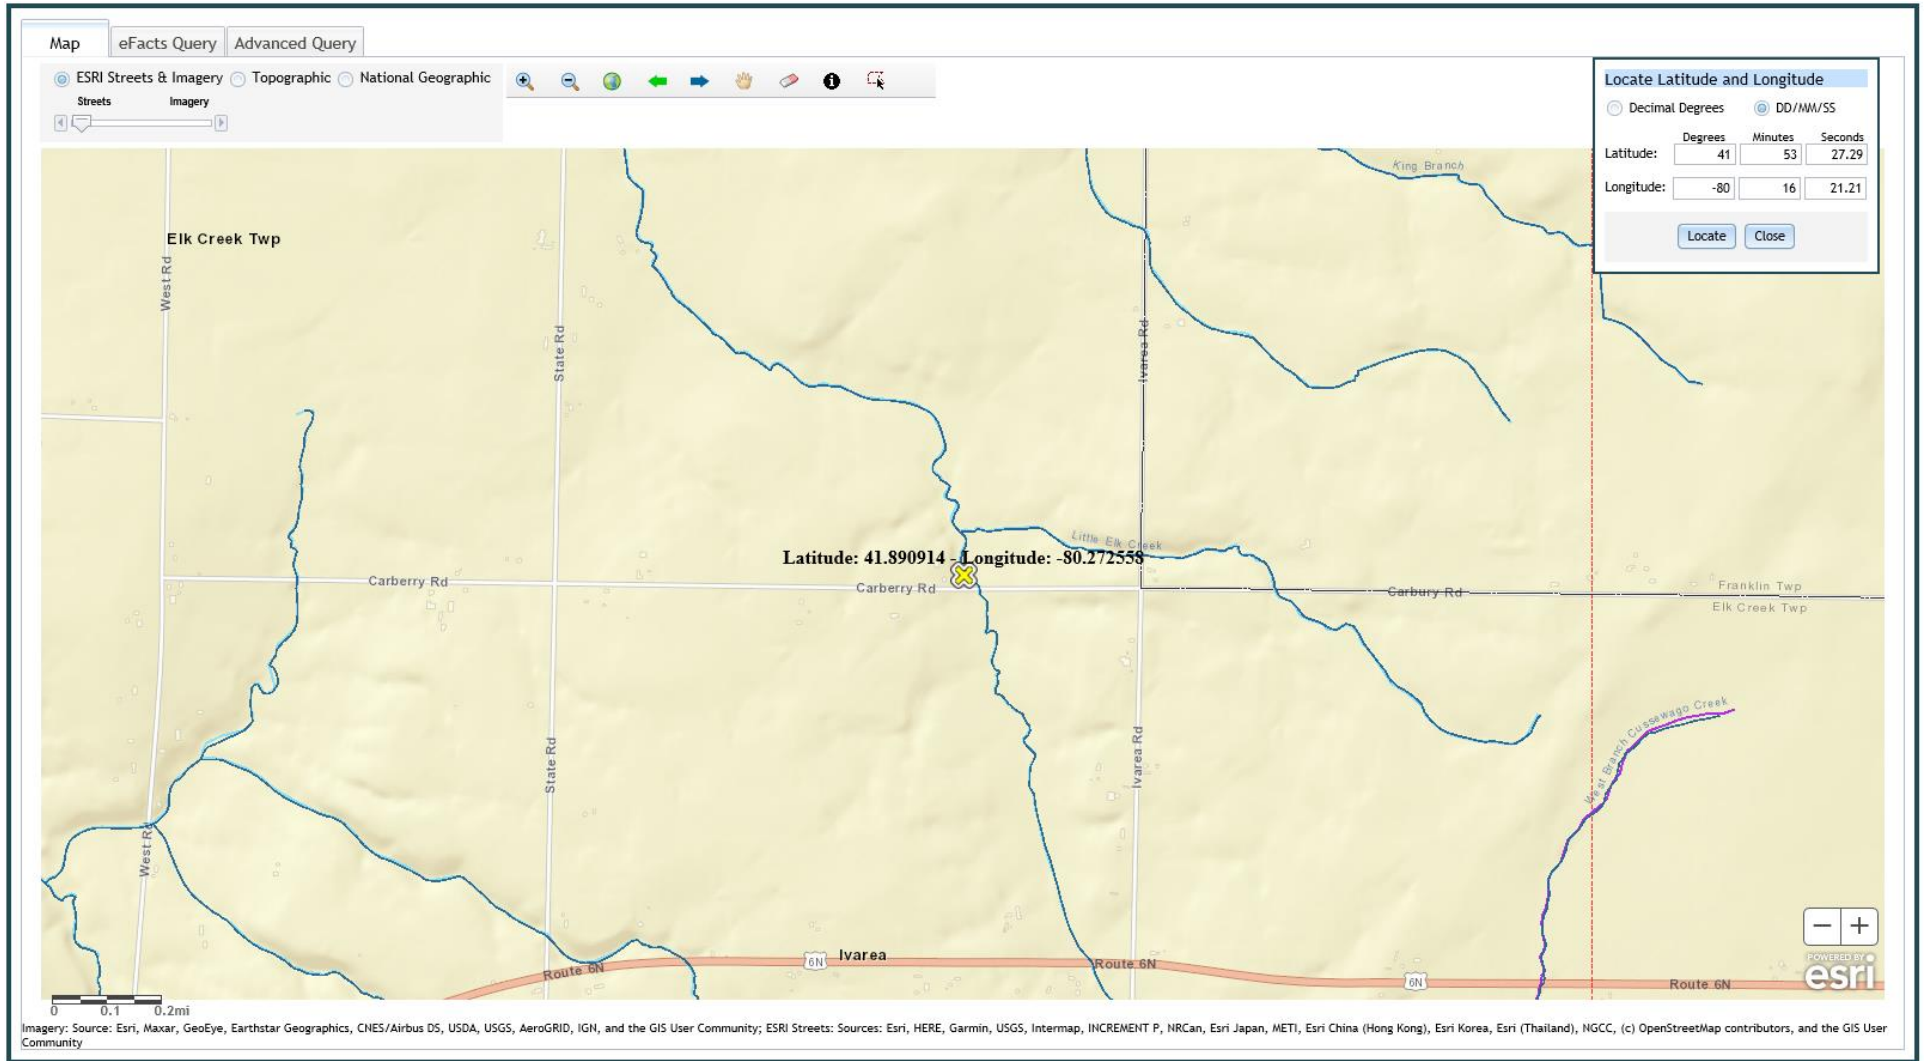 Map eFacts Query Advanced Query
ESRI Streets & Imagery Topographic National Geographic
Streets Imagery
Locate Latitude and Longitude
Decimal Degrees DD/MM/SS
Degrees Minutes Seconds
Latitude: 41 53 27.29
Longitude: -80 16 21.21
Locate Close
King Branch
Elk Creek Twp
West Rd
State Rd
Ivarea Rd
Little Elk Creek
Latitude: 41.890914 - Longitude: -80.272558
Carberry Rd
Carberry Rd
Carbury Rd
Franklin Twp
Elk Creek Twp
West Branch Cussewago Creek
State Rd
Ivarea Rd
West Rd
Ivarea
6N
Route 6N
Route 6N
6N
Route 6N
POWERED BY
esri
0 0.1 0.2mi
Imagery: Source: Esri, Maxar, GeoEye, Earthstar Geographics, CNES/Airbus DS, USDA, USGS, AeroGRID, IGN, and the GIS User Community; ESRI Streets: Sources: Esri, HERE, Garmin, USGS, Intermap, INCREMENT P, NRCan, Esri Japan, METI, Esri China (Hong Kong), Esri Korea, Esri (Thailand), NGCC, (c) OpenStreetMap contributors, and the GIS User
Community